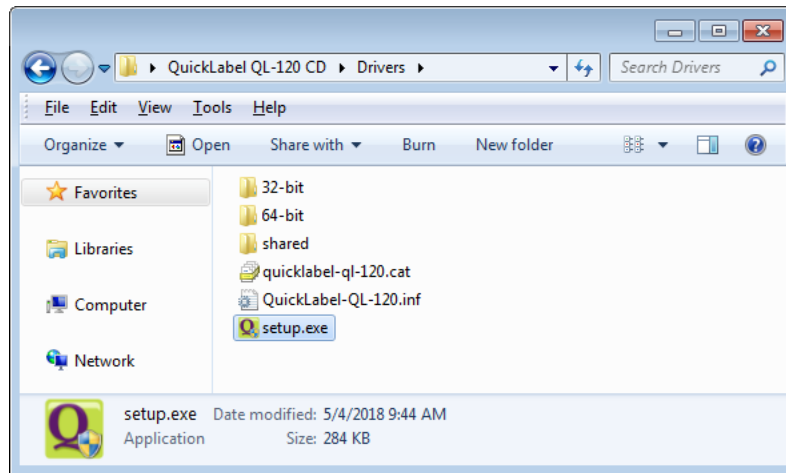 QuickLabel QL-120 CD Drivers
Search Drivers
File Edit View Tools Help
Organize Open Share with Burn New folder
Favorites
Libraries
Computer
Network
32-bit
64-bit
shared
quicklabel-ql-120.cat
QuickLabel-QL-120.inf
setup.exe
setup.exe Date modified: 5/4/2018 9:44 AM
Application Size: 284 KB